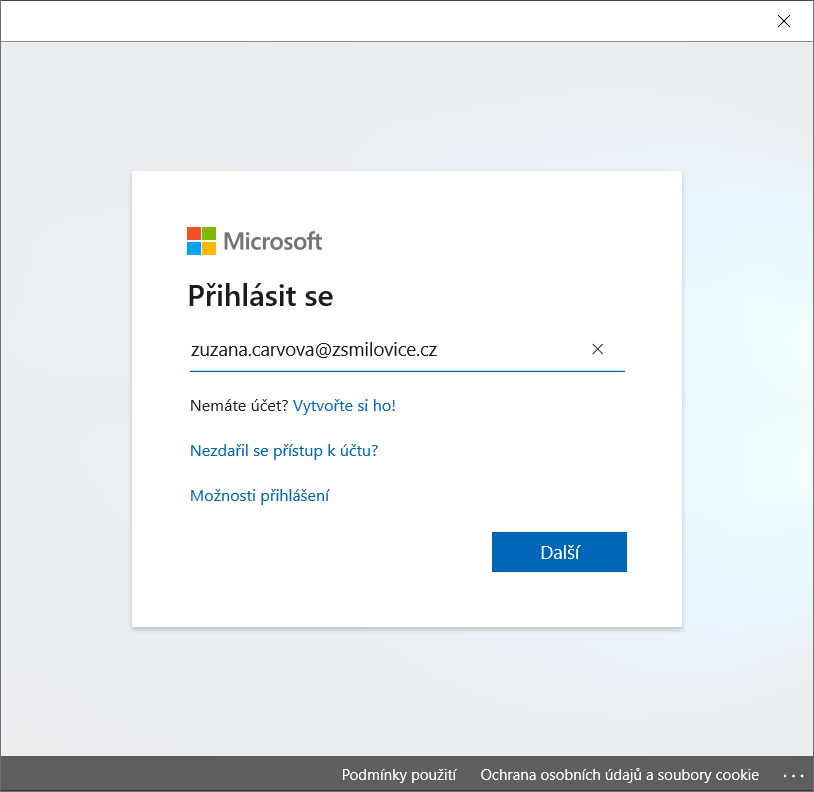 Microsoft
Přihlásit se
zuzana.carvova@zsmilovice.cz
Nemáte účet? Vytvořte si ho!
Nezdařil se přístup k účtu?
Možnosti přihlášení
Další
Podmínky použití Ochrana osobních údajů a soubory cookie ...